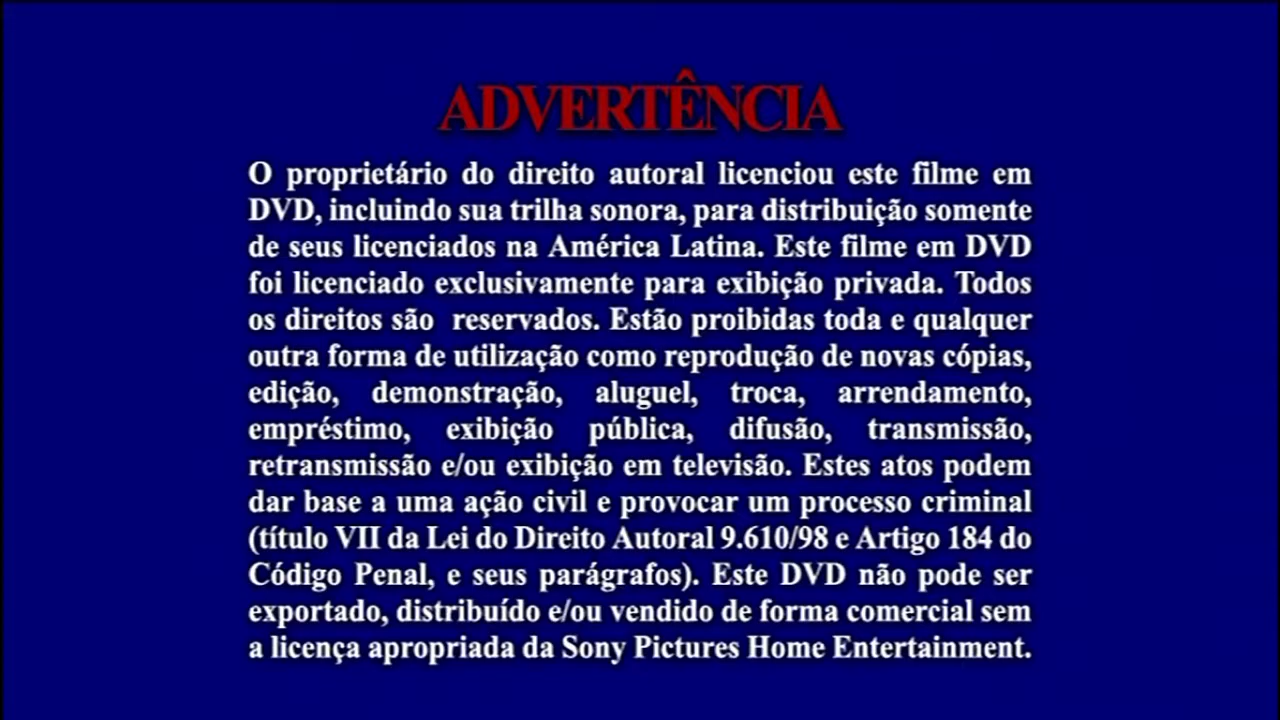 ADVERTÊNCIA
O proprietário do direito autoral licenciou este filme em
DVD, incluindo sua trilha sonora, para distribuição somente
de seus licenciados na América Latina. Este filme em DVD
foi licenciado exclusivamente para exibição privada. Todos
os direitos são reservados. Estão proibidas toda e qualquer
outra forma de utilização como reprodução de novas cópias,
edição, demonstração, aluguel, troca, arrendamento,
empréstimo, exibição pública, difusão, transmissão,
retransmissão e/ou exibição em televisão. Estes atos podem
dar base a uma ação civil e provocar um processo criminal
(título VII da Lei do Direito Autoral 9.610/98 e Artigo 184 do
Código Penal, e seus parágrafos). Este DVD não pode ser
exportado, distribuído e/ou vendido de forma comercial sem
a licença apropriada da Sony Pictures Home Entertainment.